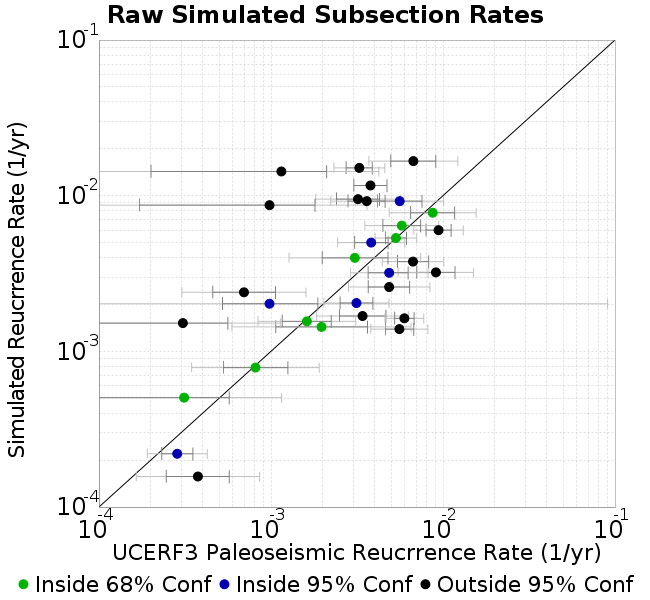 Raw Simulated Subsection Rates
Simulated Reucrrence Rate (1/yr)
10-1
10-2
10-3
10-4
10-4 10-3 10-2 10-1
UCERF3 Paleoseismic Reucrrence Rate (1/yr)
Inside 68% Conf Inside 95% Conf Outside 95% Conf